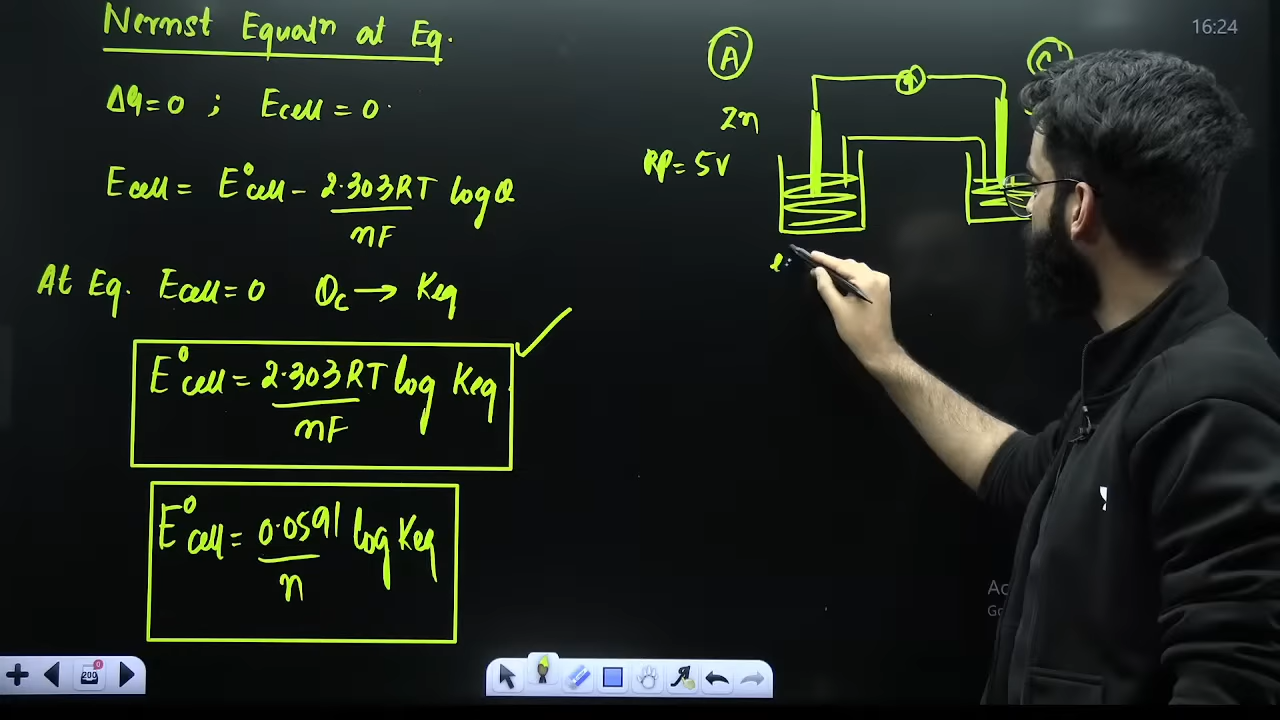 Nernst Equatn at Eq.
ΔG=0 ; Ecell = 0.
Ecell = E°cell - 2.303RT log Q
nF
At Eq. Ecell = 0 Qc → Keq
E°cell = 2.303RT log Keq.
nF
E°cell = 0.0591 log Keq
n
16:24
A
Zn
RP = 5V
200